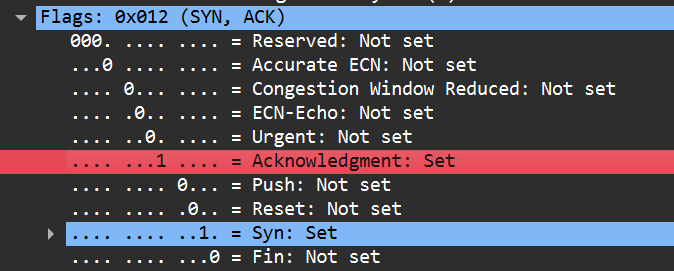 Flags: 0x012 (SYN, ACK)
000. .... .... = Reserved: Not set
...0 .... .... = Accurate ECN: Not set
.... 0... .... = Congestion Window Reduced: Not set
.... .0.. .... = ECN-Echo: Not set
.... ..0. .... = Urgent: Not set
.... ...1 .... = Acknowledgment: Set
.... .... 0... = Push: Not set
.... .... .0.. = Reset: Not set
.... .... ..1. = Syn: Set
.... .... ...0 = Fin: Not set